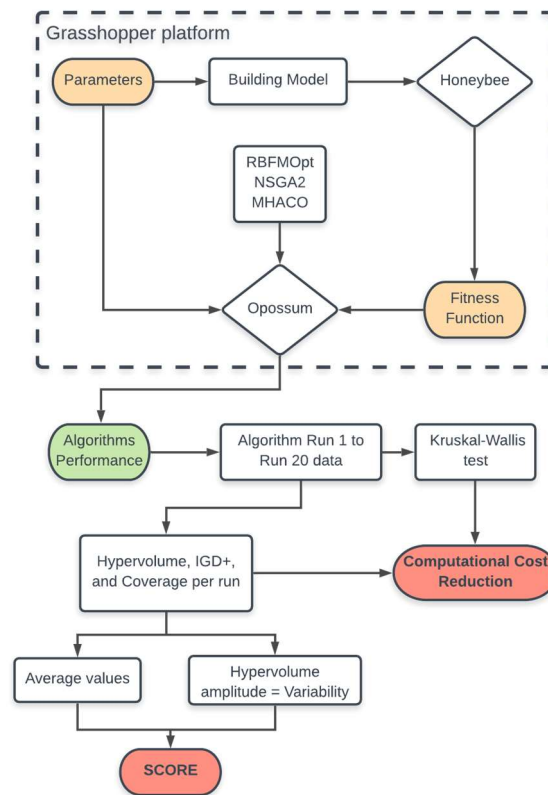 Grasshopper platform
Parameters
Building Model
Honeybee
RBFMOpt
NSGA2
MHACO
Opossum
Fitness
Function
Algorithms
Performance
Algorithm Run 1 to
Run 20 data
Kruskal-Wallis
test
Hypervolume, IGD+,
and Coverage per run
Computational Cost
Reduction
Average values
Hypervolume
amplitude = Variability
SCORE